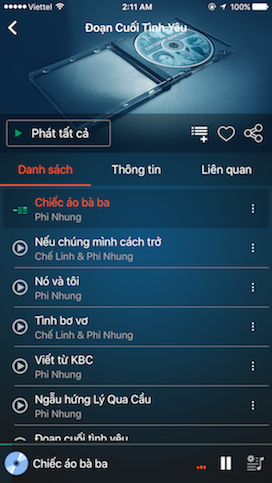 Viettel 2:11 AM 100%
Đoạn Cuối Tình Yêu
Phát tất cả
Danh sách Thông tin Liên quan
Chiếc áo bà ba
Phi Nhung
Nếu chúng mình cách trở
Chế Linh & Phi Nhung
Nó và tôi
Phi Nhung
Tình bơ vơ
Chế Linh & Phi Nhung
Viết từ KBC
Phi Nhung
Ngẫu hứng Lý Qua Cầu
Phi Nhung
Đoạn cuối tình yêu
Chiếc áo bà ba